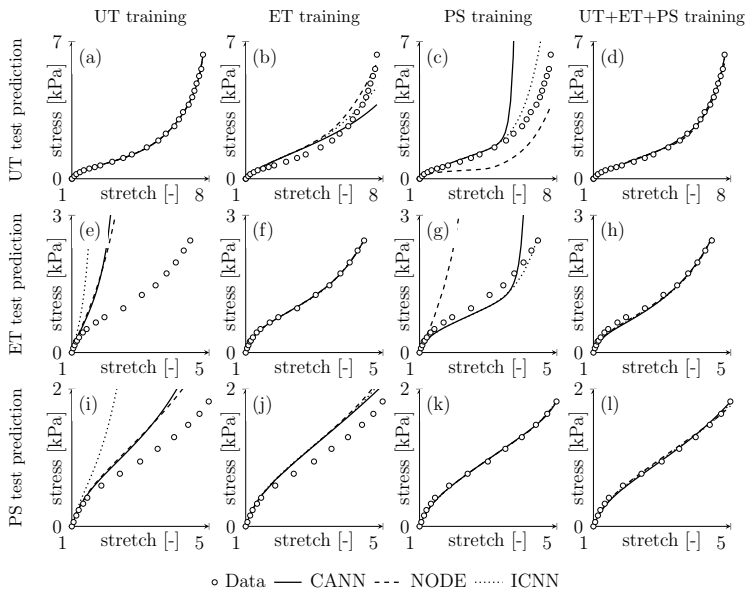 UT training
ET training
PS training
UT+ET+PS training
UT test prediction
stress [kPa]
7
0
1
stretch [-]
8
(a)
stress [kPa]
7
0
1
stretch [-]
8
(b)
stress [kPa]
7
0
1
stretch [-]
8
(c)
stress [kPa]
7
0
1
stretch [-]
8
(d)
ET test prediction
stress [kPa]
3
0
1
stretch [-]
5
(e)
stress [kPa]
3
0
1
stretch [-]
5
(f)
stress [kPa]
3
0
1
stretch [-]
5
(g)
stress [kPa]
3
0
1
stretch [-]
5
(h)
PS test prediction
stress [kPa]
2
0
1
stretch [-]
5
(i)
stress [kPa]
2
0
1
stretch [-]
5
(j)
stress [kPa]
2
0
1
stretch [-]
5
(k)
stress [kPa]
2
0
1
stretch [-]
5
(l)
Data CANN NODE ICNN